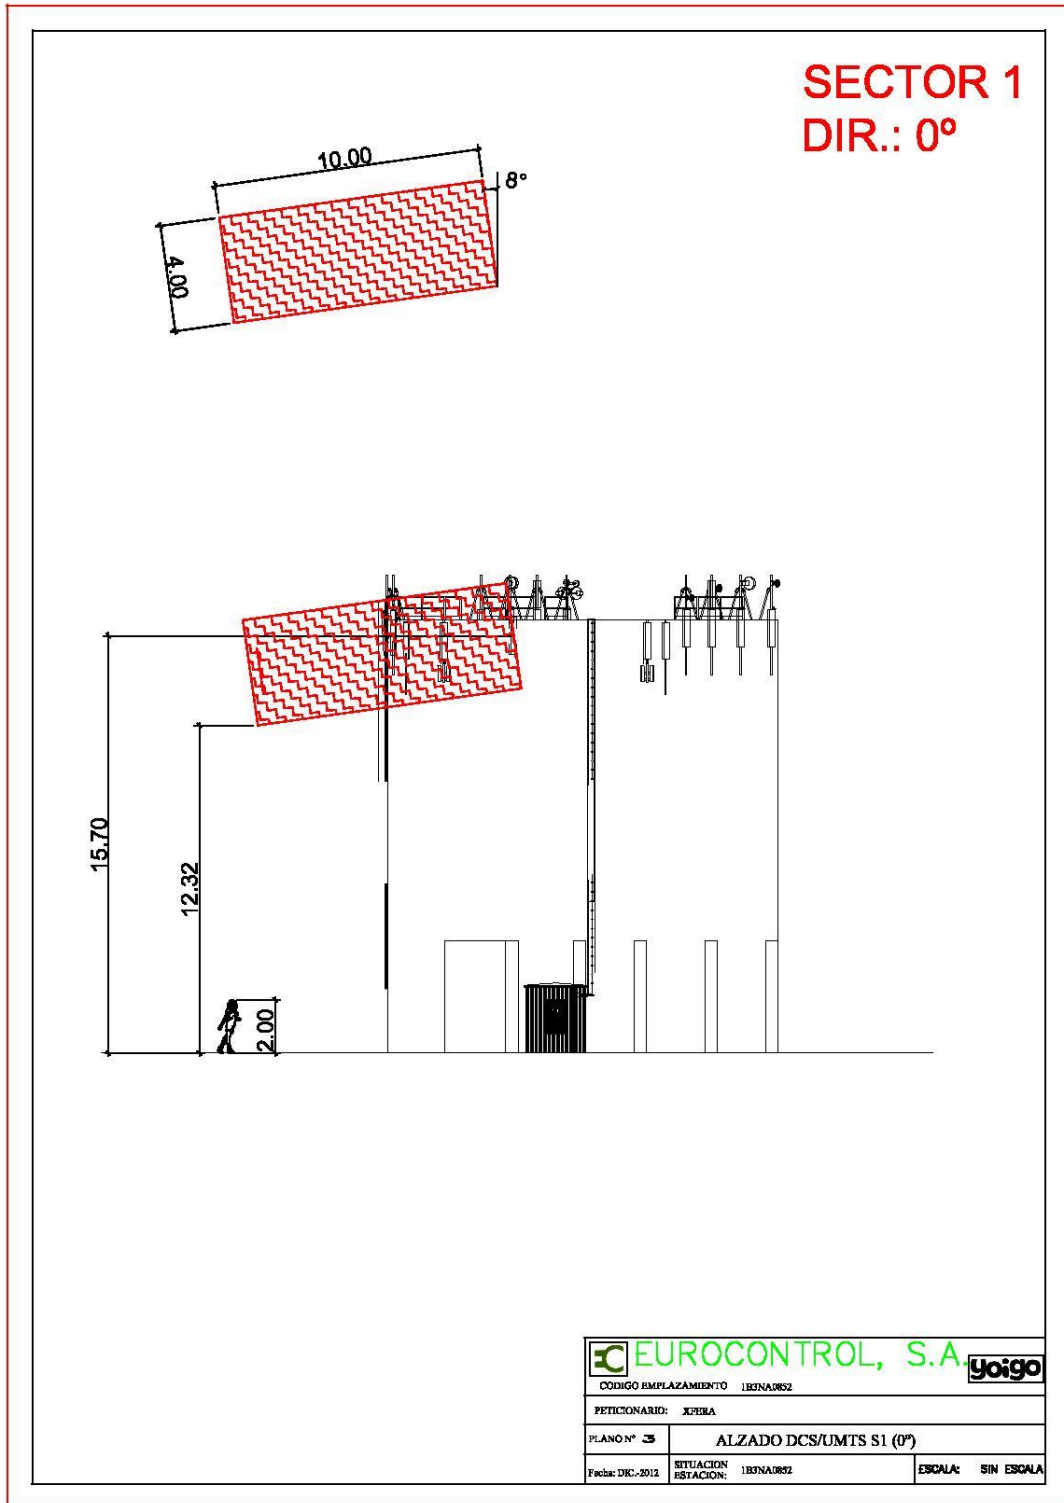 SECTOR 1
DIR.: 0º
10.00
8°
4.00
15.70
12.32
2.00
EUROCONTROL, S.A.
yoigo
CODIGO EMPLAZAMIENTO 1B3NA0852
PETICIONARIO: XFERA
PLANO Nº 3
ALZADO DCS/UMTS S1 (0º)
Fecha: DIC.-2012
SITUACION
ESTACION: 1B3NA0852
ESCALA: SIN ESCALA